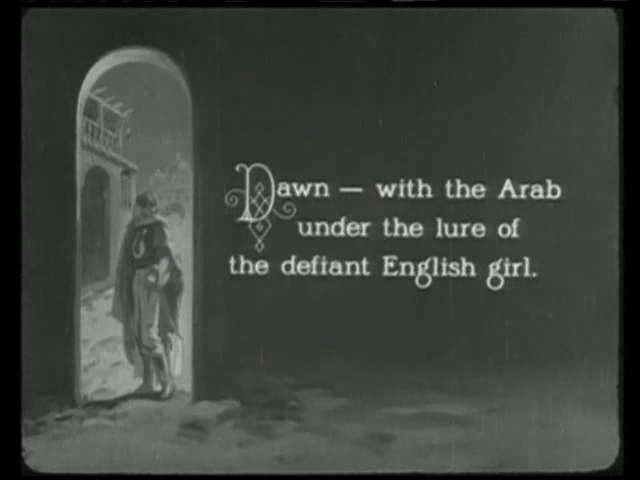 Dawn — with the Arab
under the lure of
the defiant English girl.